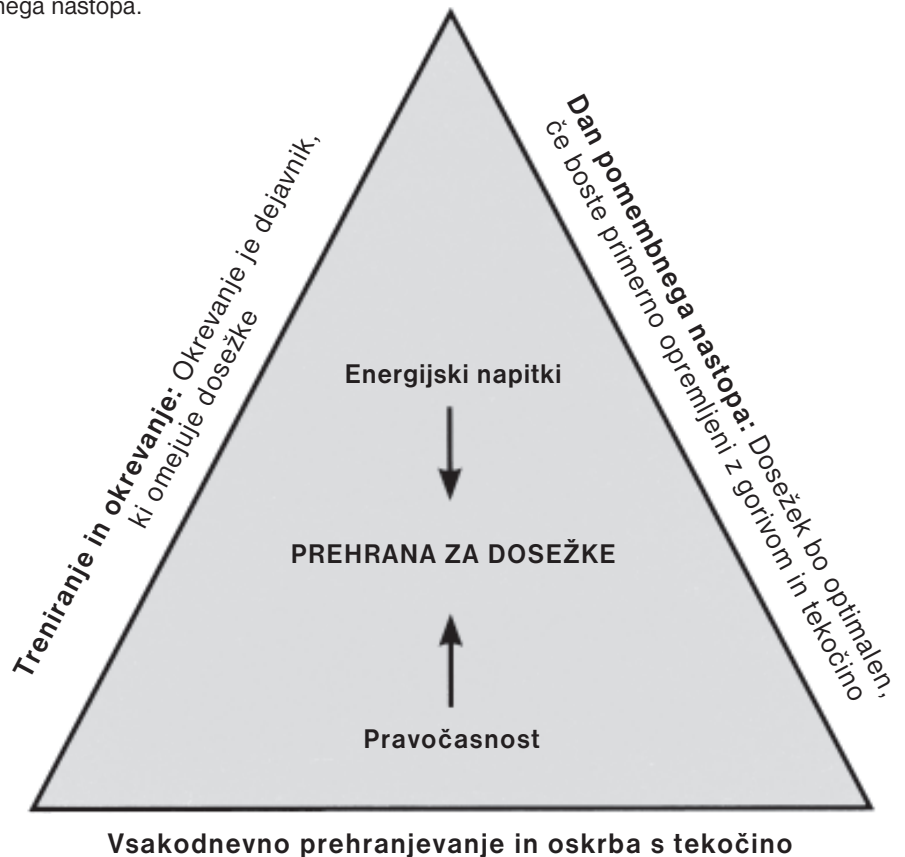 nega nastopa.
Treniranje in okrevanje: Okrevanje je dejavnik,
ki omejuje dosežke
Dan pomembnega nastopa: Dosežek bo optimalen,
če boste primerno opremljeni z gorivom in tekočino
Energijski napitki
PREHRANA ZA DOSEŽKE
Pravočasnost
Vsakodnevno prehranjevanje in oskrba s tekočino